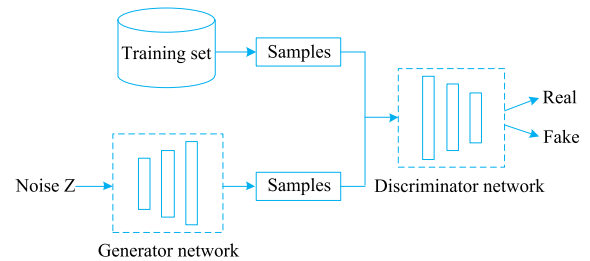 Training set
Samples
Real
Fake
Noise Z
Samples
Discriminator network
Generator network